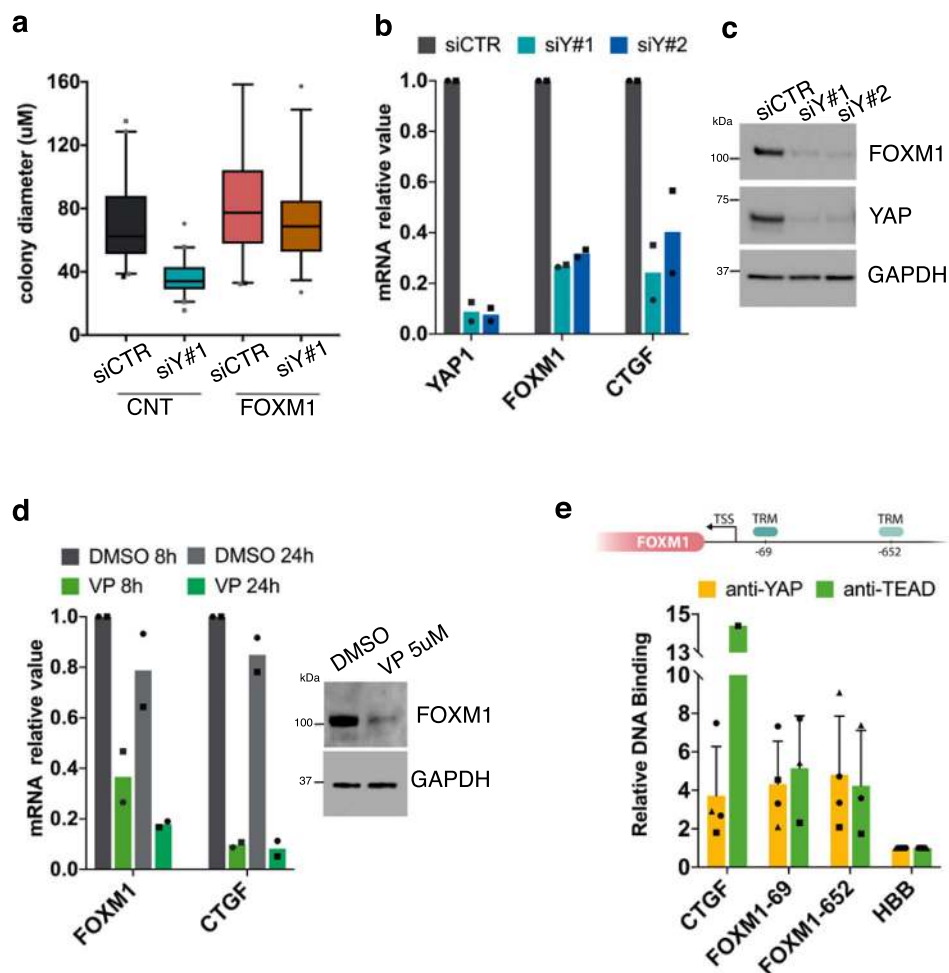 a
colony diameter (uM)
160
120
80
40
0
siCTR
siY#1
siCTR
siY#1
CNT
FOXM1
b
siCTR
siY#1
siY#2
mRNA relative value
1.0
0.8
0.6
0.4
0.2
0.0
YAP1
FOXM1
CTGF
c
siCTR
siY#1
siY#2
kDa
100
FOXM1
75
YAP
37
GAPDH
d
DMSO 8h
DMSO 24h
VP 8h
VP 24h
mRNA relative value
1.0
0.8
0.6
0.4
0.2
0.0
FOXM1
CTGF
DMSO
VP 5uM
kDa
100
FOXM1
37
GAPDH
e
FOXM1
TSS
TRM
TRM
-69
-652
anti-YAP
anti-TEAD
Relative DNA Binding
15
13
10
8
6
4
2
0
CTGF
FOXM1-69
FOXM1-652
HBB